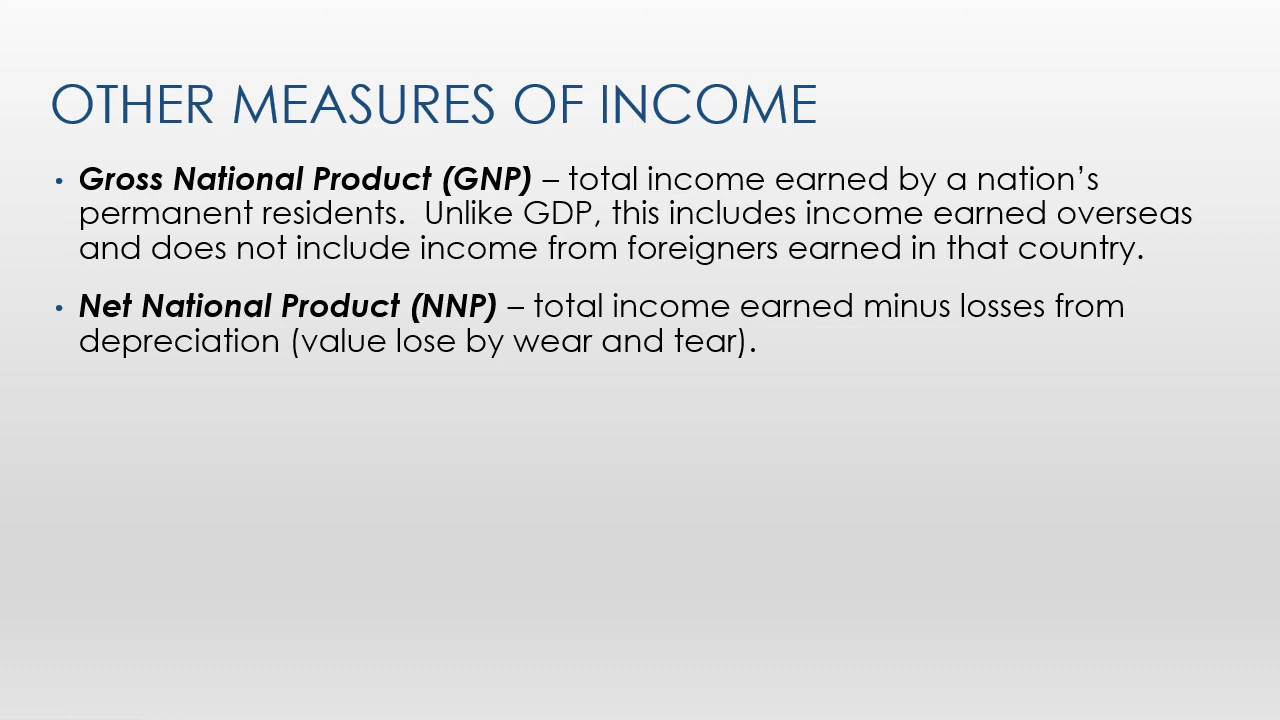 OTHER MEASURES OF INCOME
• Gross National Product (GNP) – total income earned by a nation’s
permanent residents.  Unlike GDP, this includes income earned overseas
and does not include income from foreigners earned in that country.
• Net National Product (NNP) – total income earned minus losses from
depreciation (value lose by wear and tear).